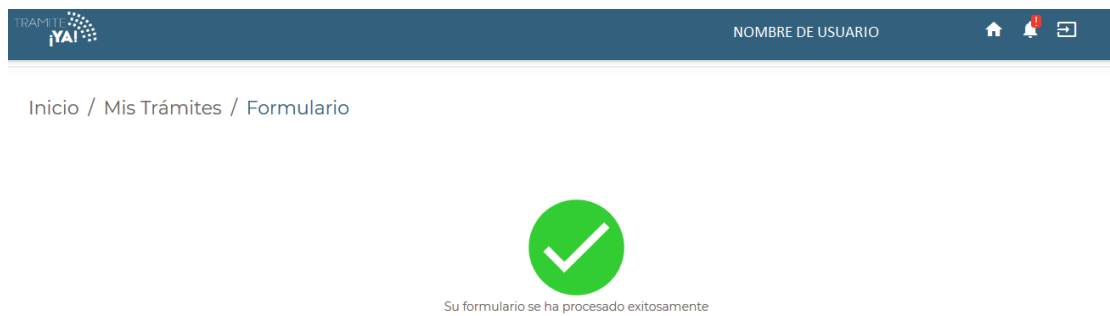 TRAMITE
¡YA!
NOMBRE DE USUARIO
!
Inicio / Mis Trámites / Formulario
Su formulario se ha procesado exitosamente